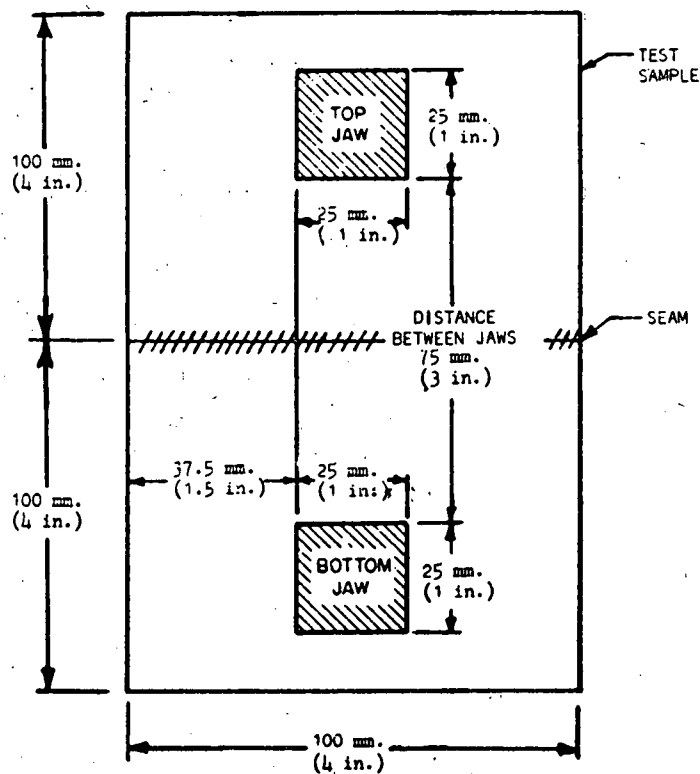 TEST
SAMPLE
TOP
JAW
25 mm.
(1 in.)
100 mm.
(4 in.)
25 mm.
(1 in.)
DISTANCE
BETWEEN JAWS
75 mm.
(3 in.)
SEAM
37.5 mm.
(1.5 in.)
25 mm.
(1 in.)
100 mm.
(4 in.)
BOTTOM
JAW
25 mm.
(1 in.)
100 mm.
(4 in.)